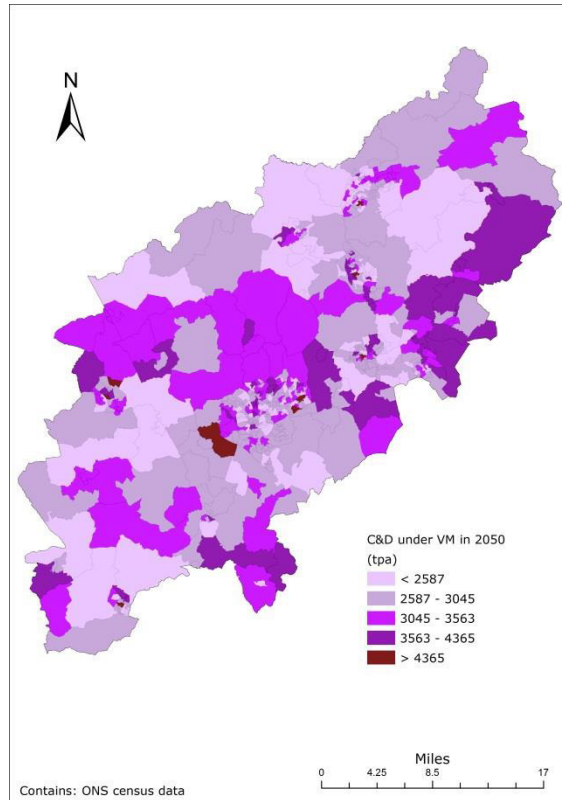 N
C&D under VM in 2050
(tpa)
< 2587
2587 - 3045
3045 - 3563
3563 - 4365
> 4365
Miles
0 4.25 8.5 17
Contains: ONS census data